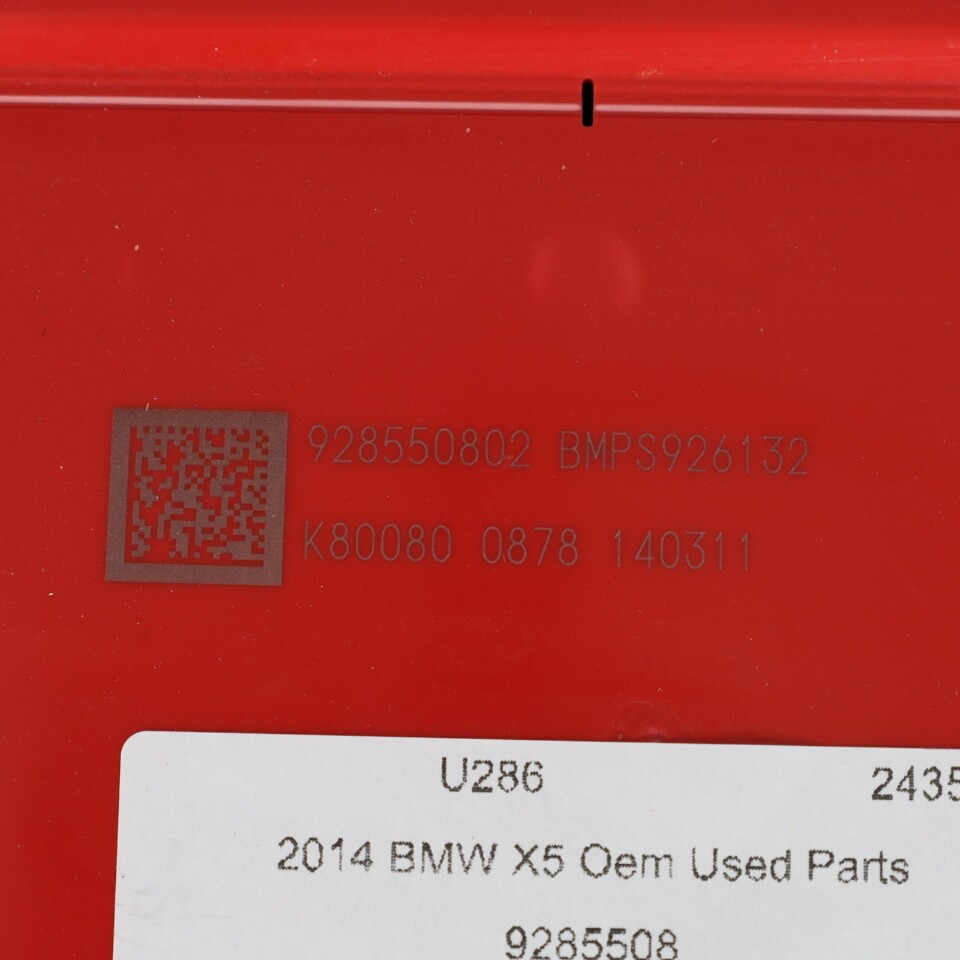 928550802 BMPS926132
K80080 0878 140311
U286 2435
2014 BMW X5 Oem Used Parts
9285508